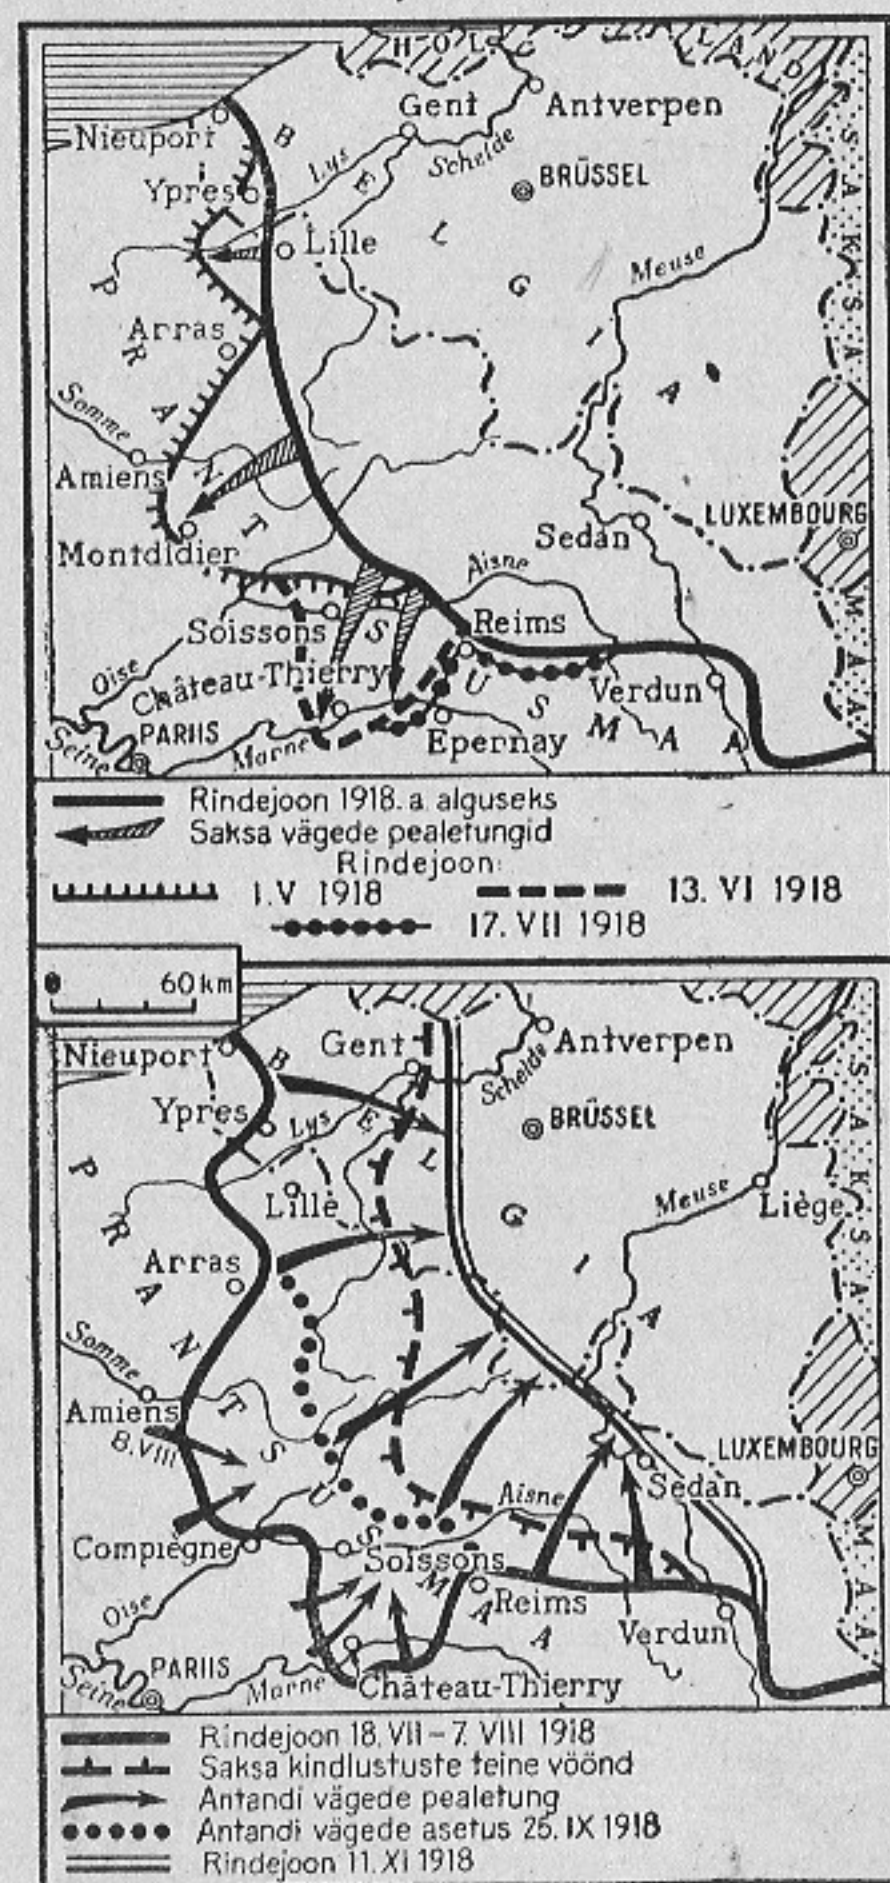 HOLLAND
Gent
Antverpen
Nieuport
B E L G I A
Lys
Schelde
Ypres
BRÜSSEL
Lille
Meuse
P R A N T S U S M A A
Arras
Somme
Amiens
LUXEMBOURG
Sedan
Montdidier
Aisne
Soissons
Reims
Oise
Château-Thierry
Verdun
Seine
PARIIS
Marne
Epernay
S A K S A M A A
Rindejoon 1918. a. alguseks
Saksa vägede pealetungid
Rindejoon:
1.V 1918
13. VI 1918
17. VII 1918
60 km
Nieuport
Gent
Antverpen
B E L G I A
Schelde
Ypres
Lys
BRÜSSEL
P R A N T S U S M A A
Lille
Meuse
Liège
Arras
Somme
Amiens
8.VIII
LUXEMBOURG
Sedan
Aisne
Compiègne
Soissons
Oise
Reims
Verdun
Seine
PARIIS
Marne
Château-Thierry
S A K S A M A A
Rindejoon 18. VII – 7. VIII 1918
Saksa kindlustuste teine vöönd
Antandi vägede pealetung
Antandi vägede asetus 25. IX 1918
Rindejoon 11. XI 1918